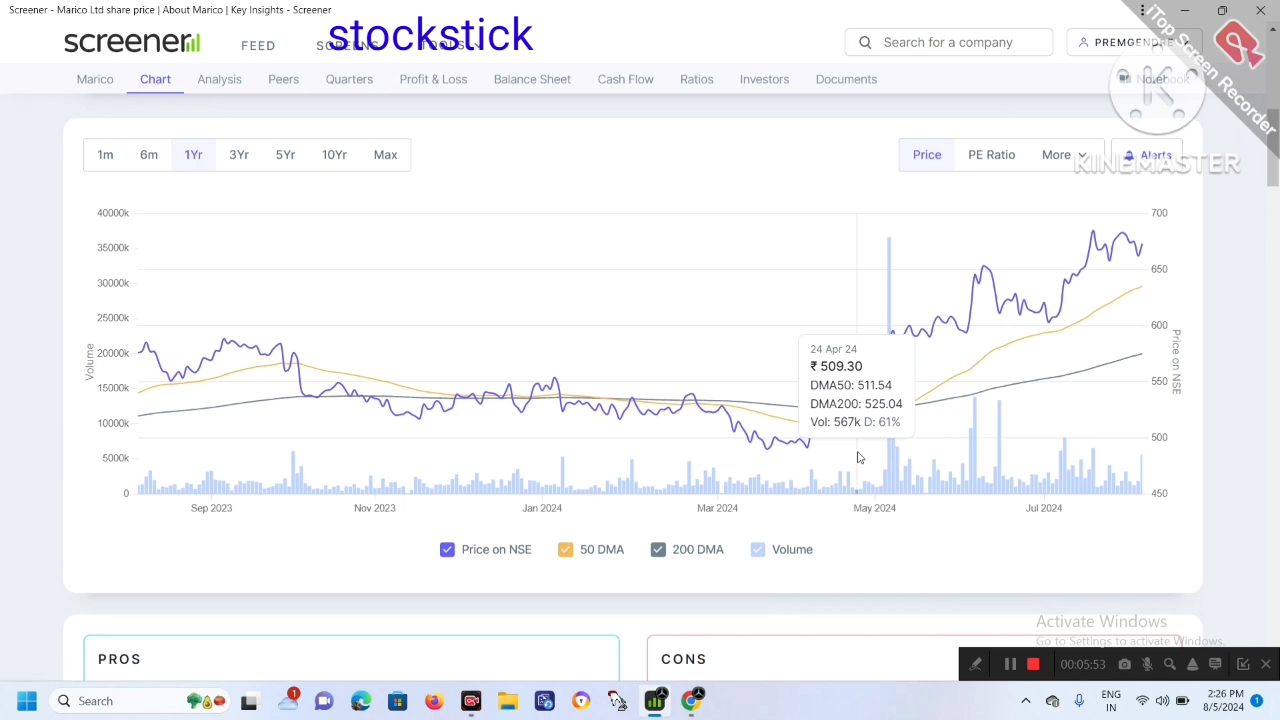 Screener - Marico Ltd share price | About Marico | Key Insights - Screener
stockstick
screener
FEED SCREENS TOOLS
Search for a company
PREMGENDRE
iTop Screen Recorder
Marico Chart Analysis Peers Quarters Profit & Loss Balance Sheet Cash Flow Ratios Investors Documents Notebook
K
1m 6m 1Yr 3Yr 5Yr 10Yr Max
Price PE Ratio More Alerts
KINEMASTER
40000k 700
35000k
30000k 650
25000k 600
20000k
15000k 550
10000k 500
5000k
0 450
Volume
Price on NSE
24 Apr 24
₹ 509.30
DMA50: 511.54
DMA200: 525.04
Vol: 567k D: 61%
Sep 2023 Nov 2023 Jan 2024 Mar 2024 May 2024 Jul 2024
Price on NSE 50 DMA 200 DMA Volume
Activate Windows
Go to Settings to activate Windows.
PROS CONS
00:05:53
Search
1
ENG
IN
2:26 PM
8/5/2024
1